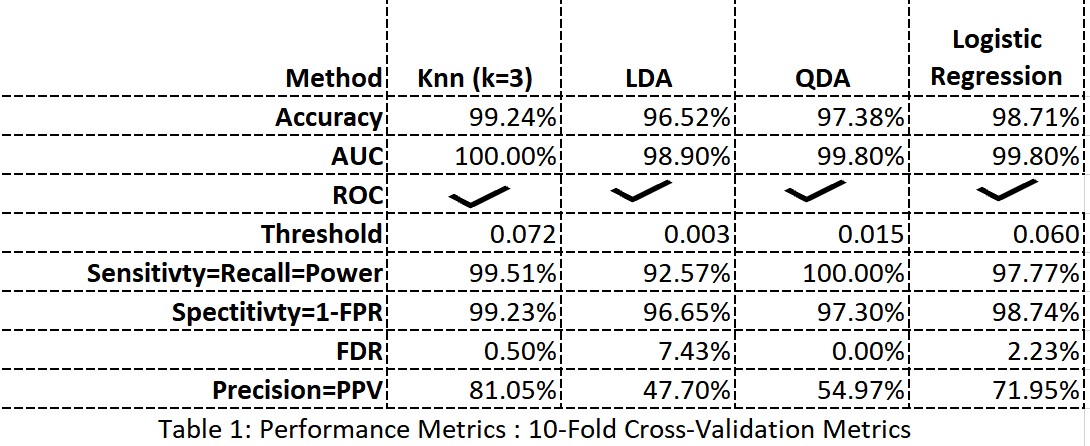 Logistic
Method Knn (k=3) LDA QDA Regression
Accuracy 99.24% 96.52% 97.38% 98.71%
AUC 100.00% 98.90% 99.80% 99.80%
ROC
Threshold 0.072 0.003 0.015 0.060
Sensitivty=Recall=Power 99.51% 92.57% 100.00% 97.77%
Spectitivty=1-FPR 99.23% 96.65% 97.30% 98.74%
FDR 0.50% 7.43% 0.00% 2.23%
Precision=PPV 81.05% 47.70% 54.97% 71.95%
Table 1: Performance Metrics : 10-Fold Cross-Validation Metrics